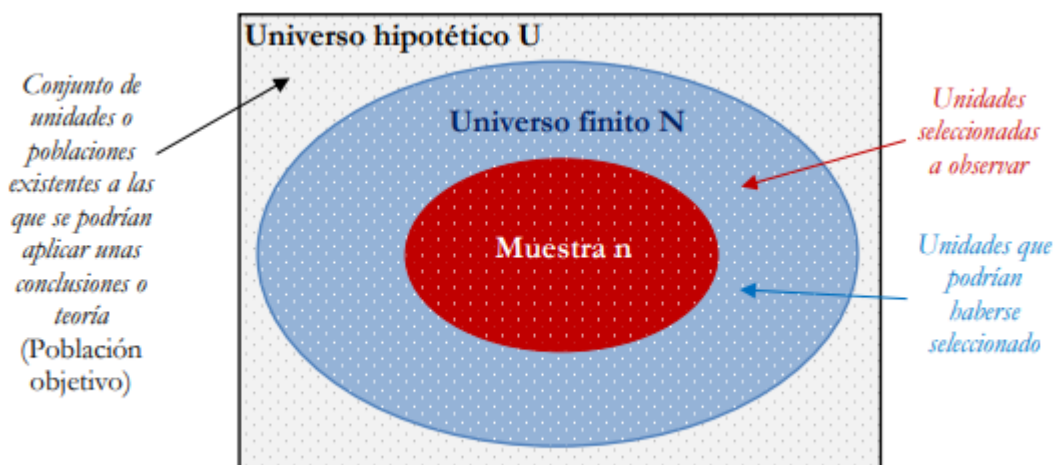 Universo hipotético U
Conjunto de
unidades o
poblaciones
existentes a las
que se podrían
aplicar unas
conclusiones o
teoría
(Población
objetivo)
Universo finito N
Muestra n
Unidades
seleccionadas
a observar
Unidades que
podrían
haberse
seleccionado